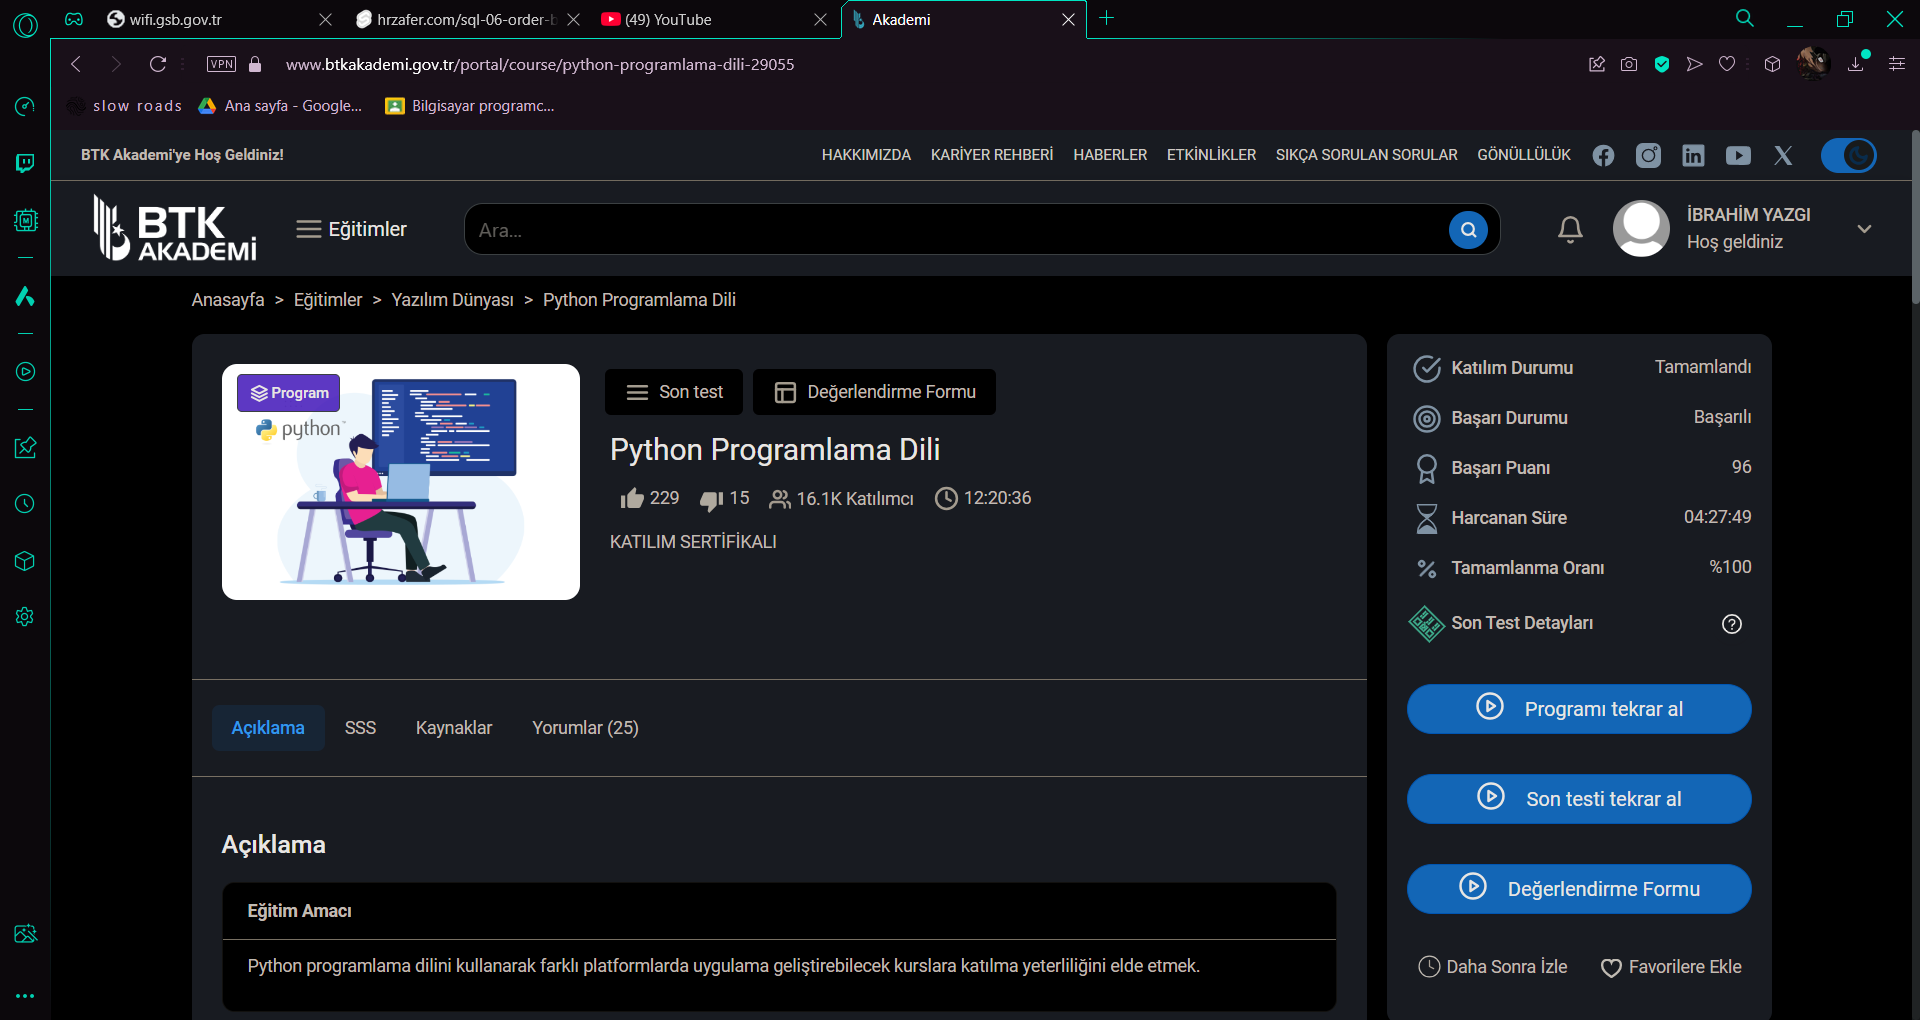 wifi.gsb.gov.tr
hrzafer.com/sql-06-order-b
(49) YouTube
Akademi
VPN
www.btkakademi.gov.tr/portal/course/python-programlama-dili-29055
slow roads
Ana sayfa - Google...
Bilgisayar programc...
BTK Akademi'ye Hoş Geldiniz!
HAKKIMIZDA
KARİYER REHBERİ
HABERLER
ETKİNLİKLER
SIKÇA SORULAN SORULAR
GÖNÜLLÜLÜK
BTK
AKADEMİ
Eğitimler
Ara...
İBRAHİM YAZGI
Hoş geldiniz
Anasayfa > Eğitimler > Yazılım Dünyası > Python Programlama Dili
Program
python
Son test
Değerlendirme Formu
Python Programlama Dili
229
15
16.1K Katılımcı
12:20:36
KATILIM SERTİFİKALI
Açıklama
SSS
Kaynaklar
Yorumlar (25)
Açıklama
Eğitim Amacı
Python programlama dilini kullanarak farklı platformlarda uygulama geliştirebilecek kurslara katılma yeterliliğini elde etmek.
Katılım Durumu
Tamamlandı
Başarı Durumu
Başarılı
Başarı Puanı
96
Harcanan Süre
04:27:49
Tamamlanma Oranı
%100
Son Test Detayları
Programı tekrar al
Son testi tekrar al
Değerlendirme Formu
Daha Sonra İzle
Favorilere Ekle